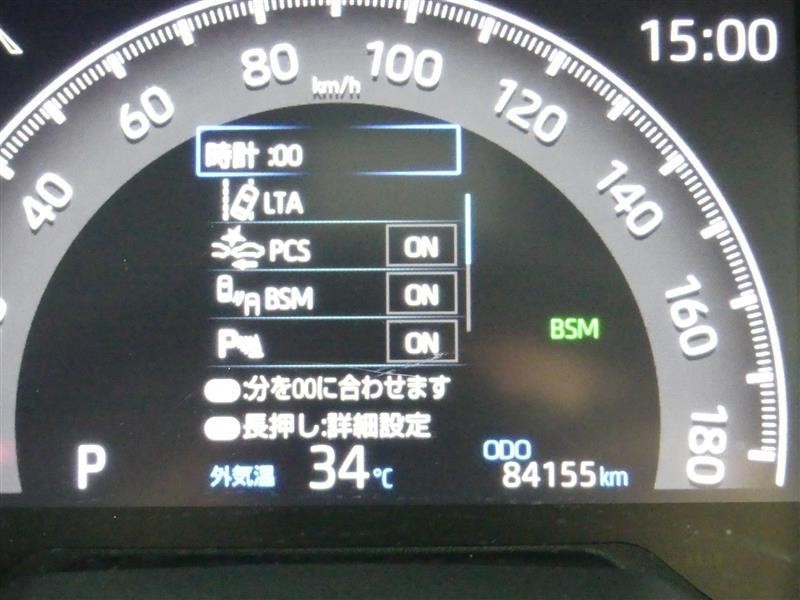 15:00
80 100
km/h
60 120
40 140
160
180
時計 :00
LTA
PCS ON
BSM ON
P ON
BSM
:分を00に合わせます
長押し:詳細設定
P
外気温 34℃
ODO
84155km